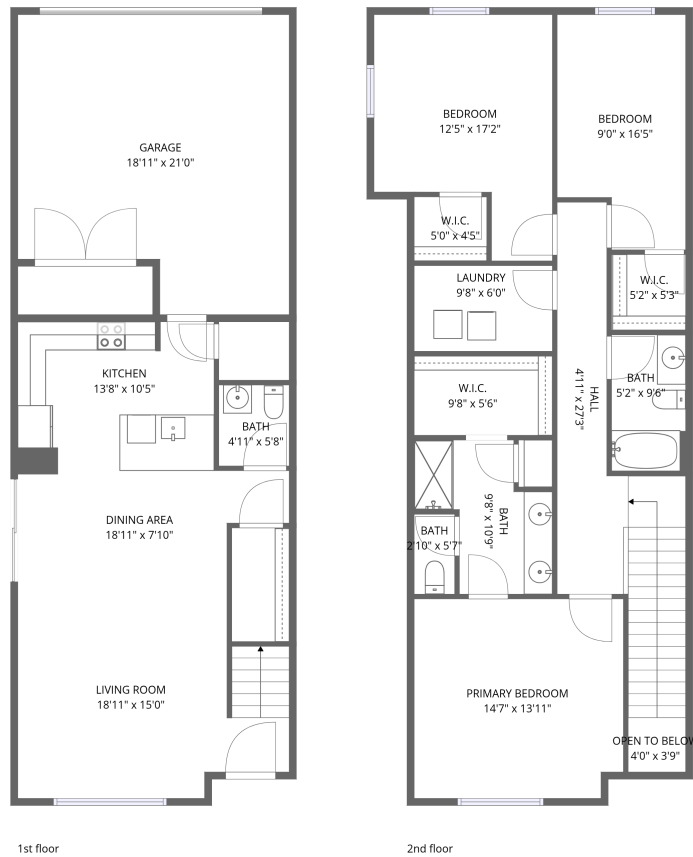 GARAGE
18'11" x 21'0"
KITCHEN
13'8" x 10'5"
BATH
4'11" x 5'8"
DINING AREA
18'11" x 7'10"
LIVING ROOM
18'11" x 15'0"
1st floor
BEDROOM
12'5" x 17'2"
BEDROOM
9'0" x 16'5"
W.I.C.
5'0" x 4'5"
LAUNDRY
9'8" x 6'0"
W.I.C.
5'2" x 5'3"
W.I.C.
9'8" x 5'6"
HALL
4'11" x 27'3"
BATH
5'2" x 9'6"
BATH
9'8" x 10'9"
BATH
2'10" x 5'7"
PRIMARY BEDROOM
14'7" x 13'11"
OPEN TO BELOW
4'0" x 3'9"
2nd floor